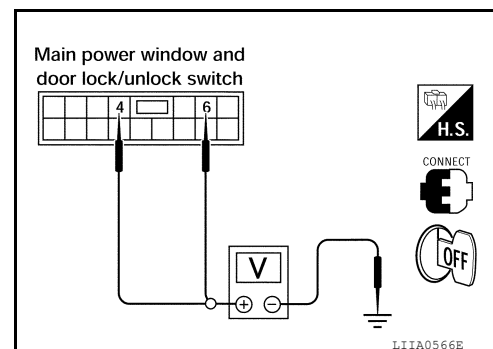 Main power window and
door lock/unlock switch
4
6
H.S.
CONNECT
OFF
V
+ −
LIIA0566E